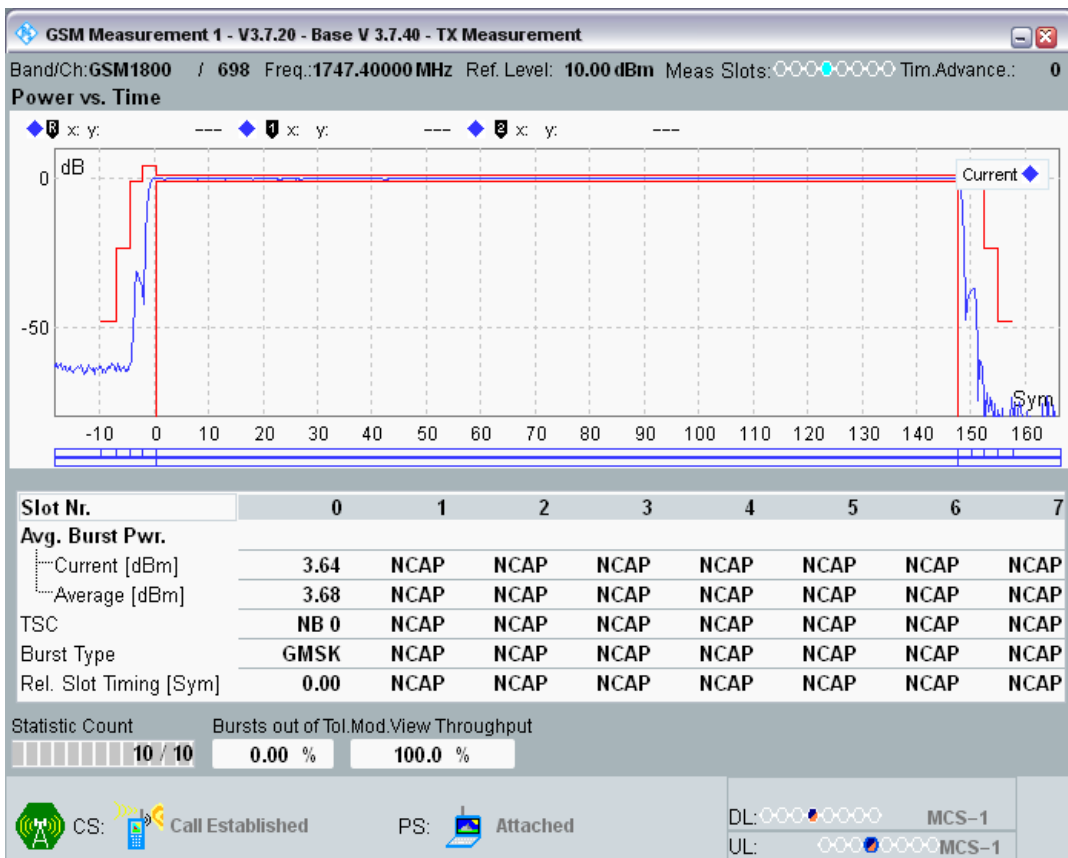 GSM Measurement 1 - V3.7.20 - Base V 3.7.40 - TX Measurement
Band/Ch:GSM1800 / 698 Freq.:1747.40000 MHz Ref. Level: 10.00 dBm Meas Slots: Tim.Advance.: 0
Power vs. Time
R x: y: --- 1 x: y: --- 2 x: y: ---
dB
Current
0
-50
Sym
-10 0 10 20 30 40 50 60 70 80 90 100 110 120 130 140 150 160
Slot Nr. 0 1 2 3 4 5 6 7
Avg. Burst Pwr.
Current [dBm] 3.64 NCAP NCAP NCAP NCAP NCAP NCAP NCAP
Average [dBm] 3.68 NCAP NCAP NCAP NCAP NCAP NCAP NCAP
TSC NB 0 NCAP NCAP NCAP NCAP NCAP NCAP NCAP
Burst Type GMSK NCAP NCAP NCAP NCAP NCAP NCAP NCAP
Rel. Slot Timing [Sym] 0.00 NCAP NCAP NCAP NCAP NCAP NCAP NCAP
Statistic Count Bursts out of Tol.Mod.View Throughput
10 / 10 0.00 % 100.0 %
CS: Call Established PS: Attached
DL: MCS-1
UL: MCS-1